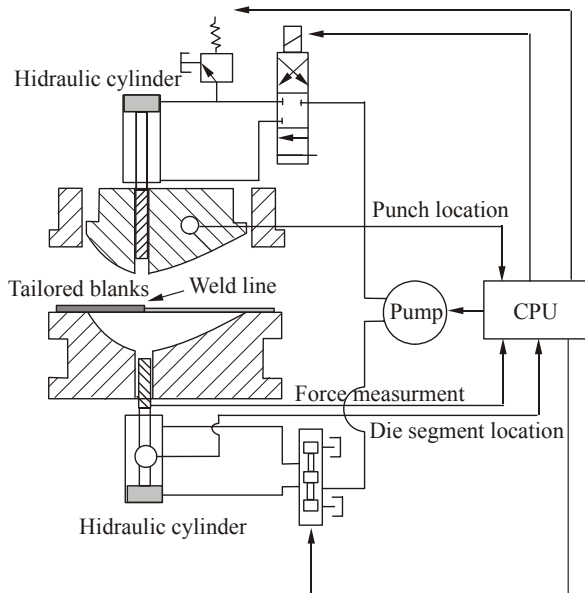 Hidraulic cylinder
Punch location
Weld line
Tailored blanks
Pump
CPU
Force measurment
Die segment location
Hidraulic cylinder